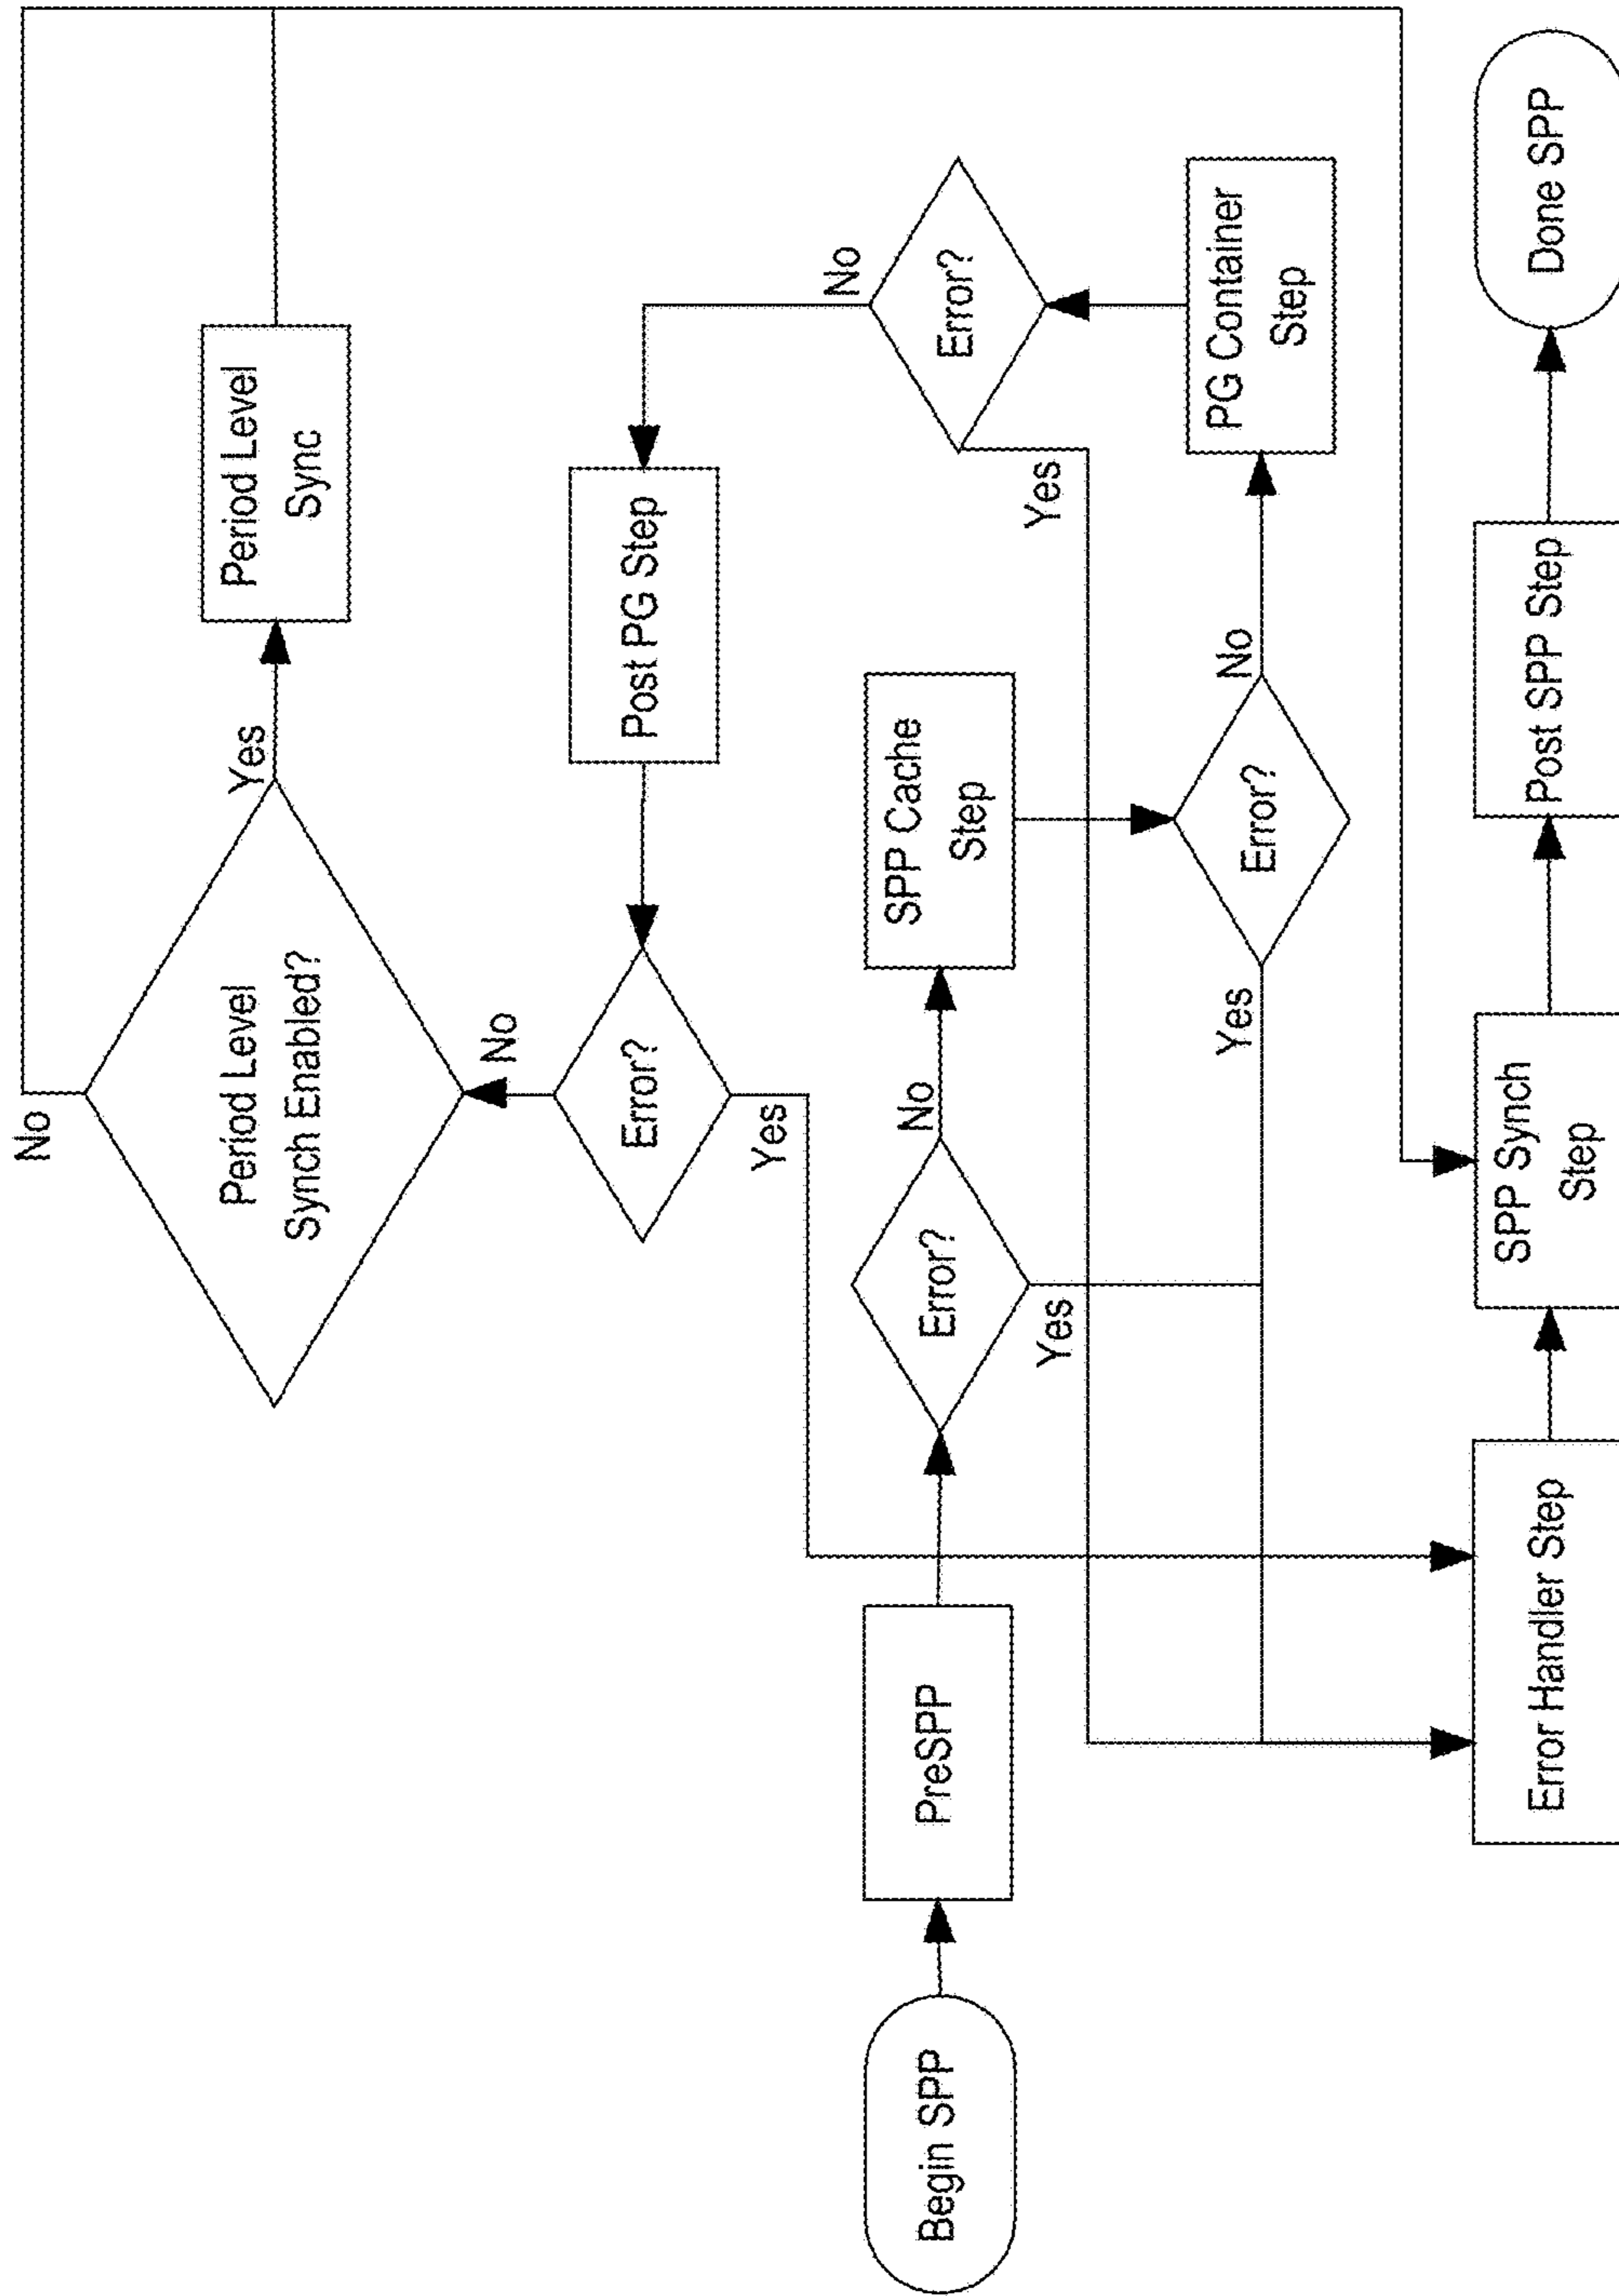 No
Period Level
Synch Enabled?
Yes
Period Level
Sync
No
Error?
Yes
Post PG Step
No
Begin SPP
PreSPP
Error?
No
Yes
SPP Cache
Step
Error?
Yes
Yes
Error?
No
PG Container
Step
Error Handler Step
SPP Synch
Step
Post SPP Step
Done SPP